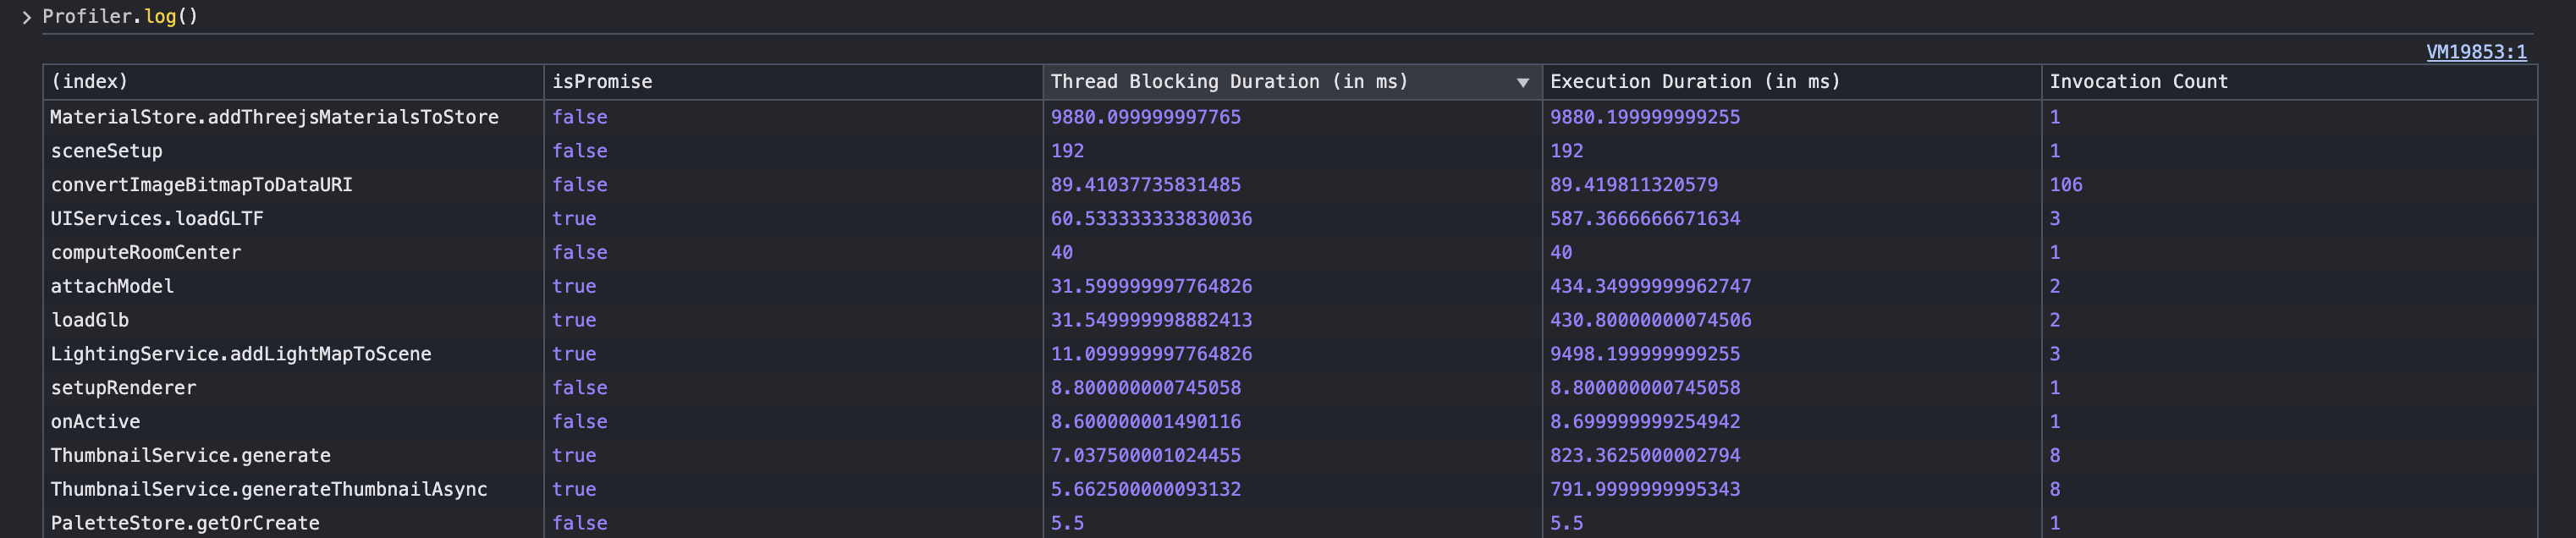 > Profiler.log()
VM19853:1
(index) isPromise Thread Blocking Duration (in ms) ▼ Execution Duration (in ms) Invocation Count
MaterialStore.addThreejsMaterialsToStore false 9880.099999997765 9880.199999999255 1
sceneSetup false 192 192 1
convertImageBitmapToDataURI false 89.41037735831485 89.419811320579 106
UIServices.loadGLTF true 60.533333333830036 587.3666666671634 3
computeRoomCenter false 40 40 1
attachModel true 31.599999997764826 434.34999999962747 2
loadGlb true 31.549999998882413 430.80000000074506 2
LightingService.addLightMapToScene true 11.099999997764826 9498.199999999255 3
setupRenderer false 8.800000000745058 8.800000000745058 1
onActive false 8.600000001490116 8.699999999254942 1
ThumbnailService.generate true 7.037500001024455 823.3625000002794 8
ThumbnailService.generateThumbnailAsync true 5.662500000093132 791.9999999995343 8
PaletteStore.getOrCreate false 5.5 5.5 1